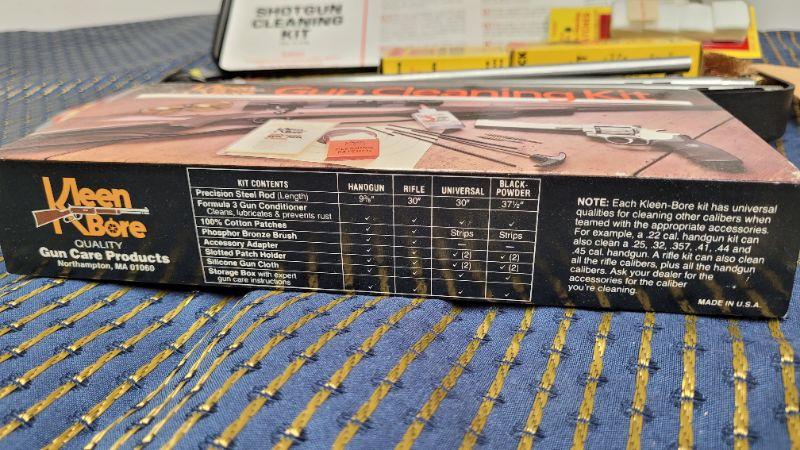 SHOTGUN
CLEANING
KIT
Gun Cleaning Kit
Kleen
Bore
CLEANING
PATCHES
Kleen
Bore
QUALITY
Gun Care Products
Northampton, MA 01060
KIT CONTENTS HANDGUN RIFLE UNIVERSAL BLACK-
POWDER
Precision Steel Rod (Length) 9⅜" 30" 30" 37½"
Formula 3 Gun Conditioner
Cleans, lubricates & prevents rust ✓ ✓ ✓ ✓
100% Cotton Patches ✓ ✓ Strips Strips
Phosphor Bronze Brush ✓ ✓ — —
Accessory Adapter ✓ ✓ ✓ (2) ✓ (2)
Slotted Patch Holder ✓ ✓ ✓ (2) ✓ (2)
Silicone Gun Cloth ✓ ✓ ✓ ✓
Storage Box with expert
gun care instructions ✓ ✓ ✓ ✓
NOTE: Each Kleen-Bore kit has universal
qualities for cleaning other calibers when
teamed with the appropriate accessories.
For example, a .22 cal. handgun kit can
also clean a .25, .32, .357, .41, .44 and
.45 cal. handgun. A rifle kit can also clean
all the rifle calibers, plus all the handgun
calibers. Ask your dealer for the
accessories for the caliber
you're cleaning.
MADE IN U.S.A.